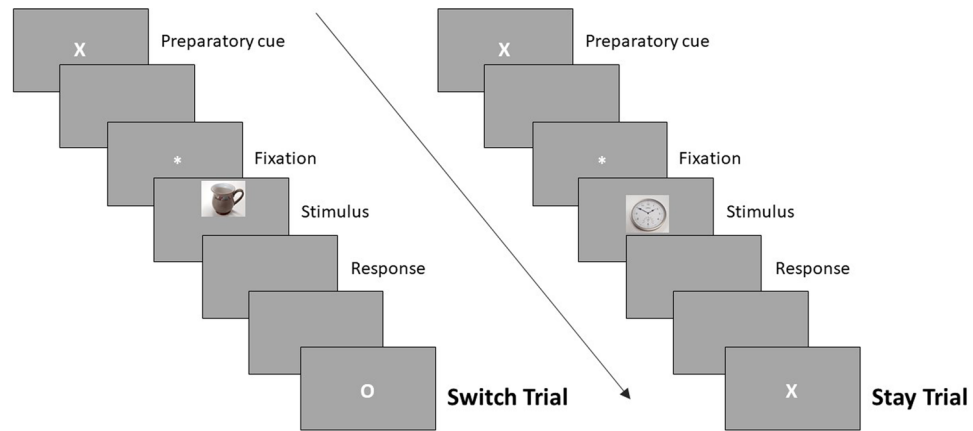 X
Preparatory cue
*
Fixation
Stimulus
Response
O
Switch Trial
X
Preparatory cue
*
Fixation
Stimulus
Response
X
Stay Trial